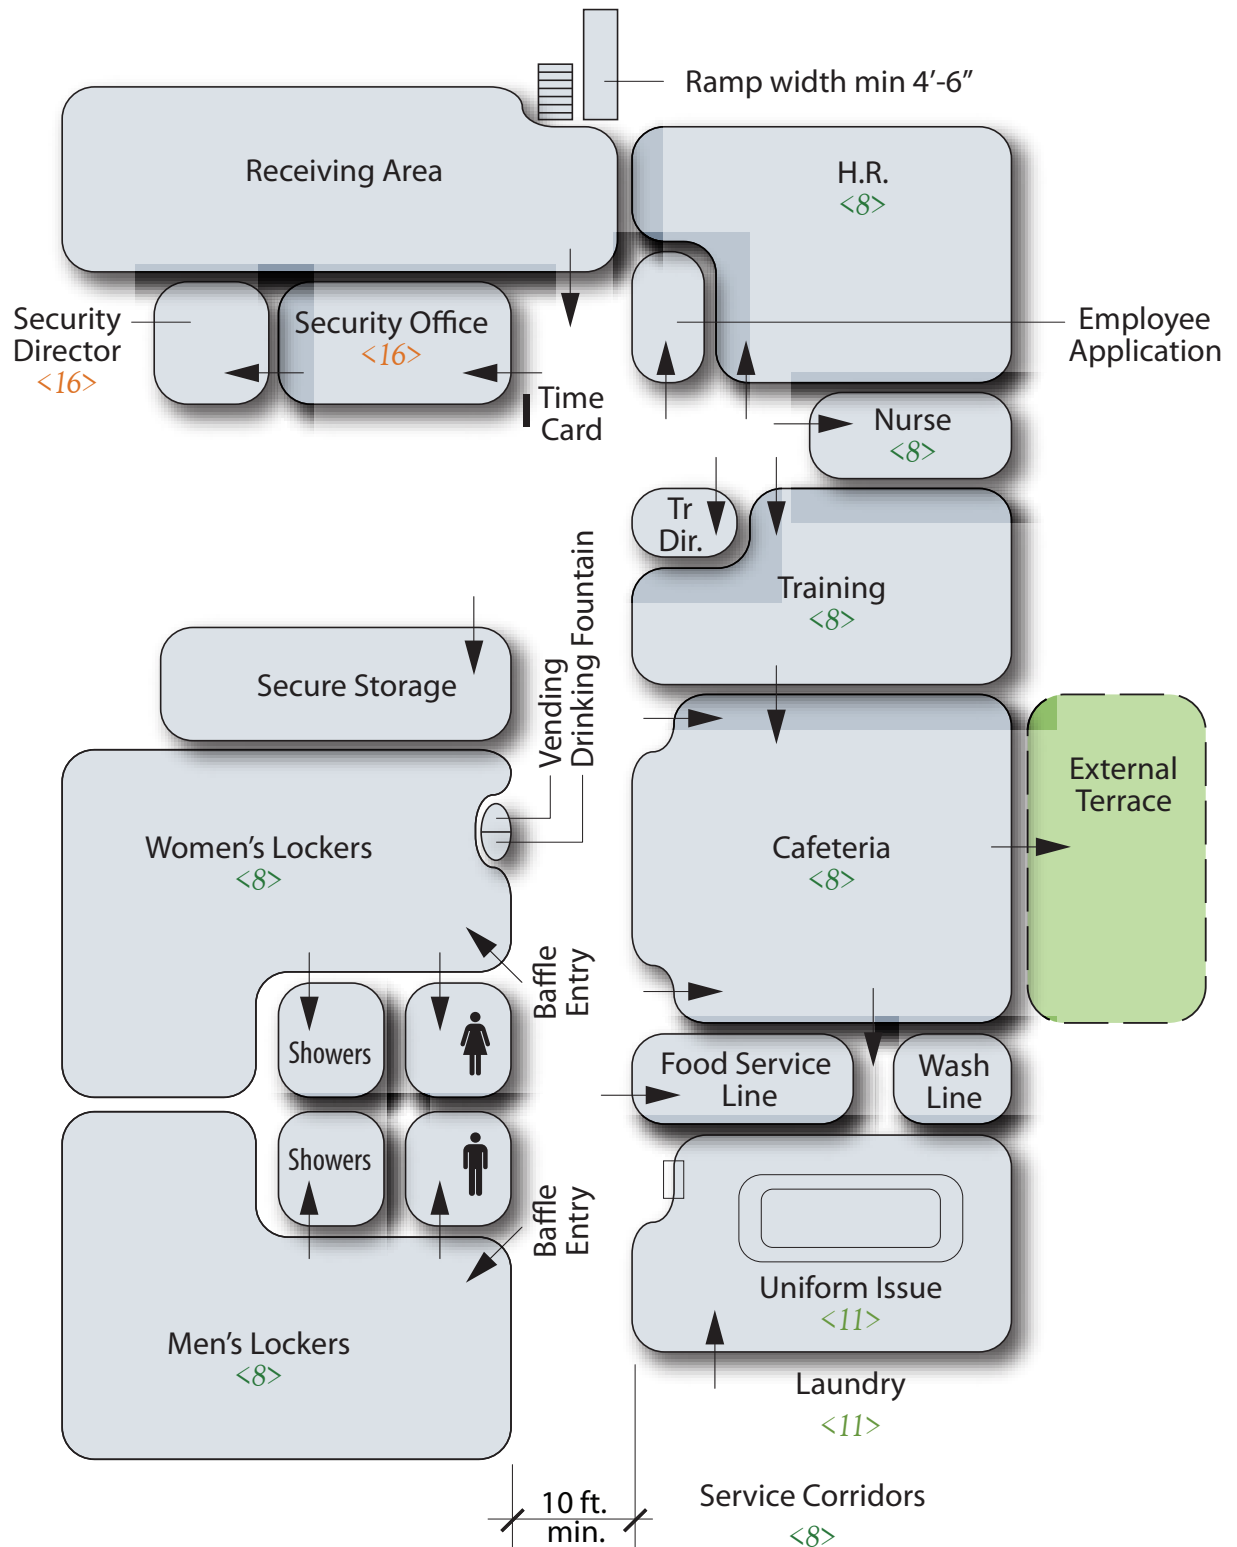 Ramp width min 4’-6”
Receiving Area
H.R.
<8>
Security
Director
<16>
Security Office
<16>
Employee
Application
Time
Card
Nurse
<8>
Tr
Dir.
Training
<8>
Secure Storage
Vending
Drinking Fountain
External
Terrace
Women’s Lockers
<8>
Cafeteria
<8>
Baffle
Entry
Showers
Food Service
Line
Wash
Line
Showers
Baffle
Entry
Uniform Issue
<11>
Men’s Lockers
<8>
Laundry
<11>
10 ft.
min.
Service Corridors
<8>